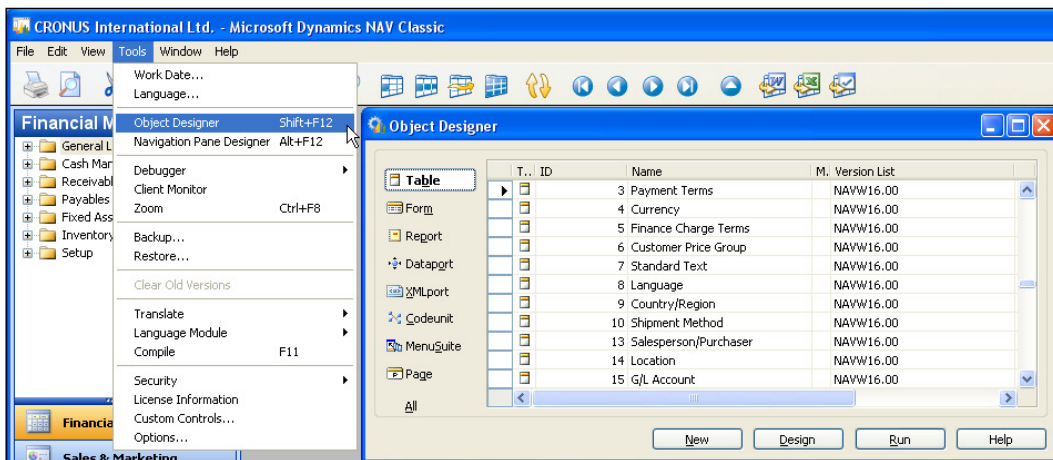 CRONUS International Ltd. - Microsoft Dynamics NAV Classic
File Edit View Tools Window Help
Work Date...
Language...
Object Designer Shift+F12
Navigation Pane Designer Alt+F12
Debugger
Client Monitor
Zoom Ctrl+F8
Backup...
Restore...
Clear Old Versions
Translate
Language Module
Compile F11
Security
License Information
Custom Controls...
Options...
Financial M
General L
Cash Mar
Receivabl
Payables
Fixed Ass
Inventory
Setup
Financia
Sales & Marketing
Object Designer
Table
Form
Report
Dataport
XMLport
Codeunit
MenuSuite
Page
All
T.. ID Name M. Version List
3 Payment Terms NAVW16.00
4 Currency NAVW16.00
5 Finance Charge Terms NAVW16.00
6 Customer Price Group NAVW16.00
7 Standard Text NAVW16.00
8 Language NAVW16.00
9 Country/Region NAVW16.00
10 Shipment Method NAVW16.00
13 Salesperson/Purchaser NAVW16.00
14 Location NAVW16.00
15 G/L Account NAVW16.00
New Design Run Help